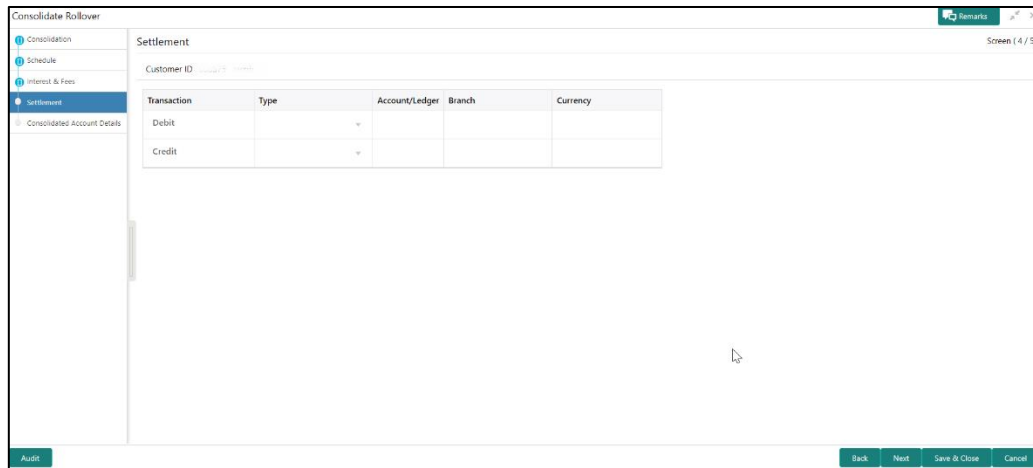 Consolidate Rollover
Remarks
Consolidation
Schedule
Interest & Fees
Settlement
Consolidated Account Details
Settlement
Screen ( 4 / 5
Customer ID
Transaction Type Account/Ledger Branch Currency
Debit
Credit
Audit
Back Next Save & Close Cancel